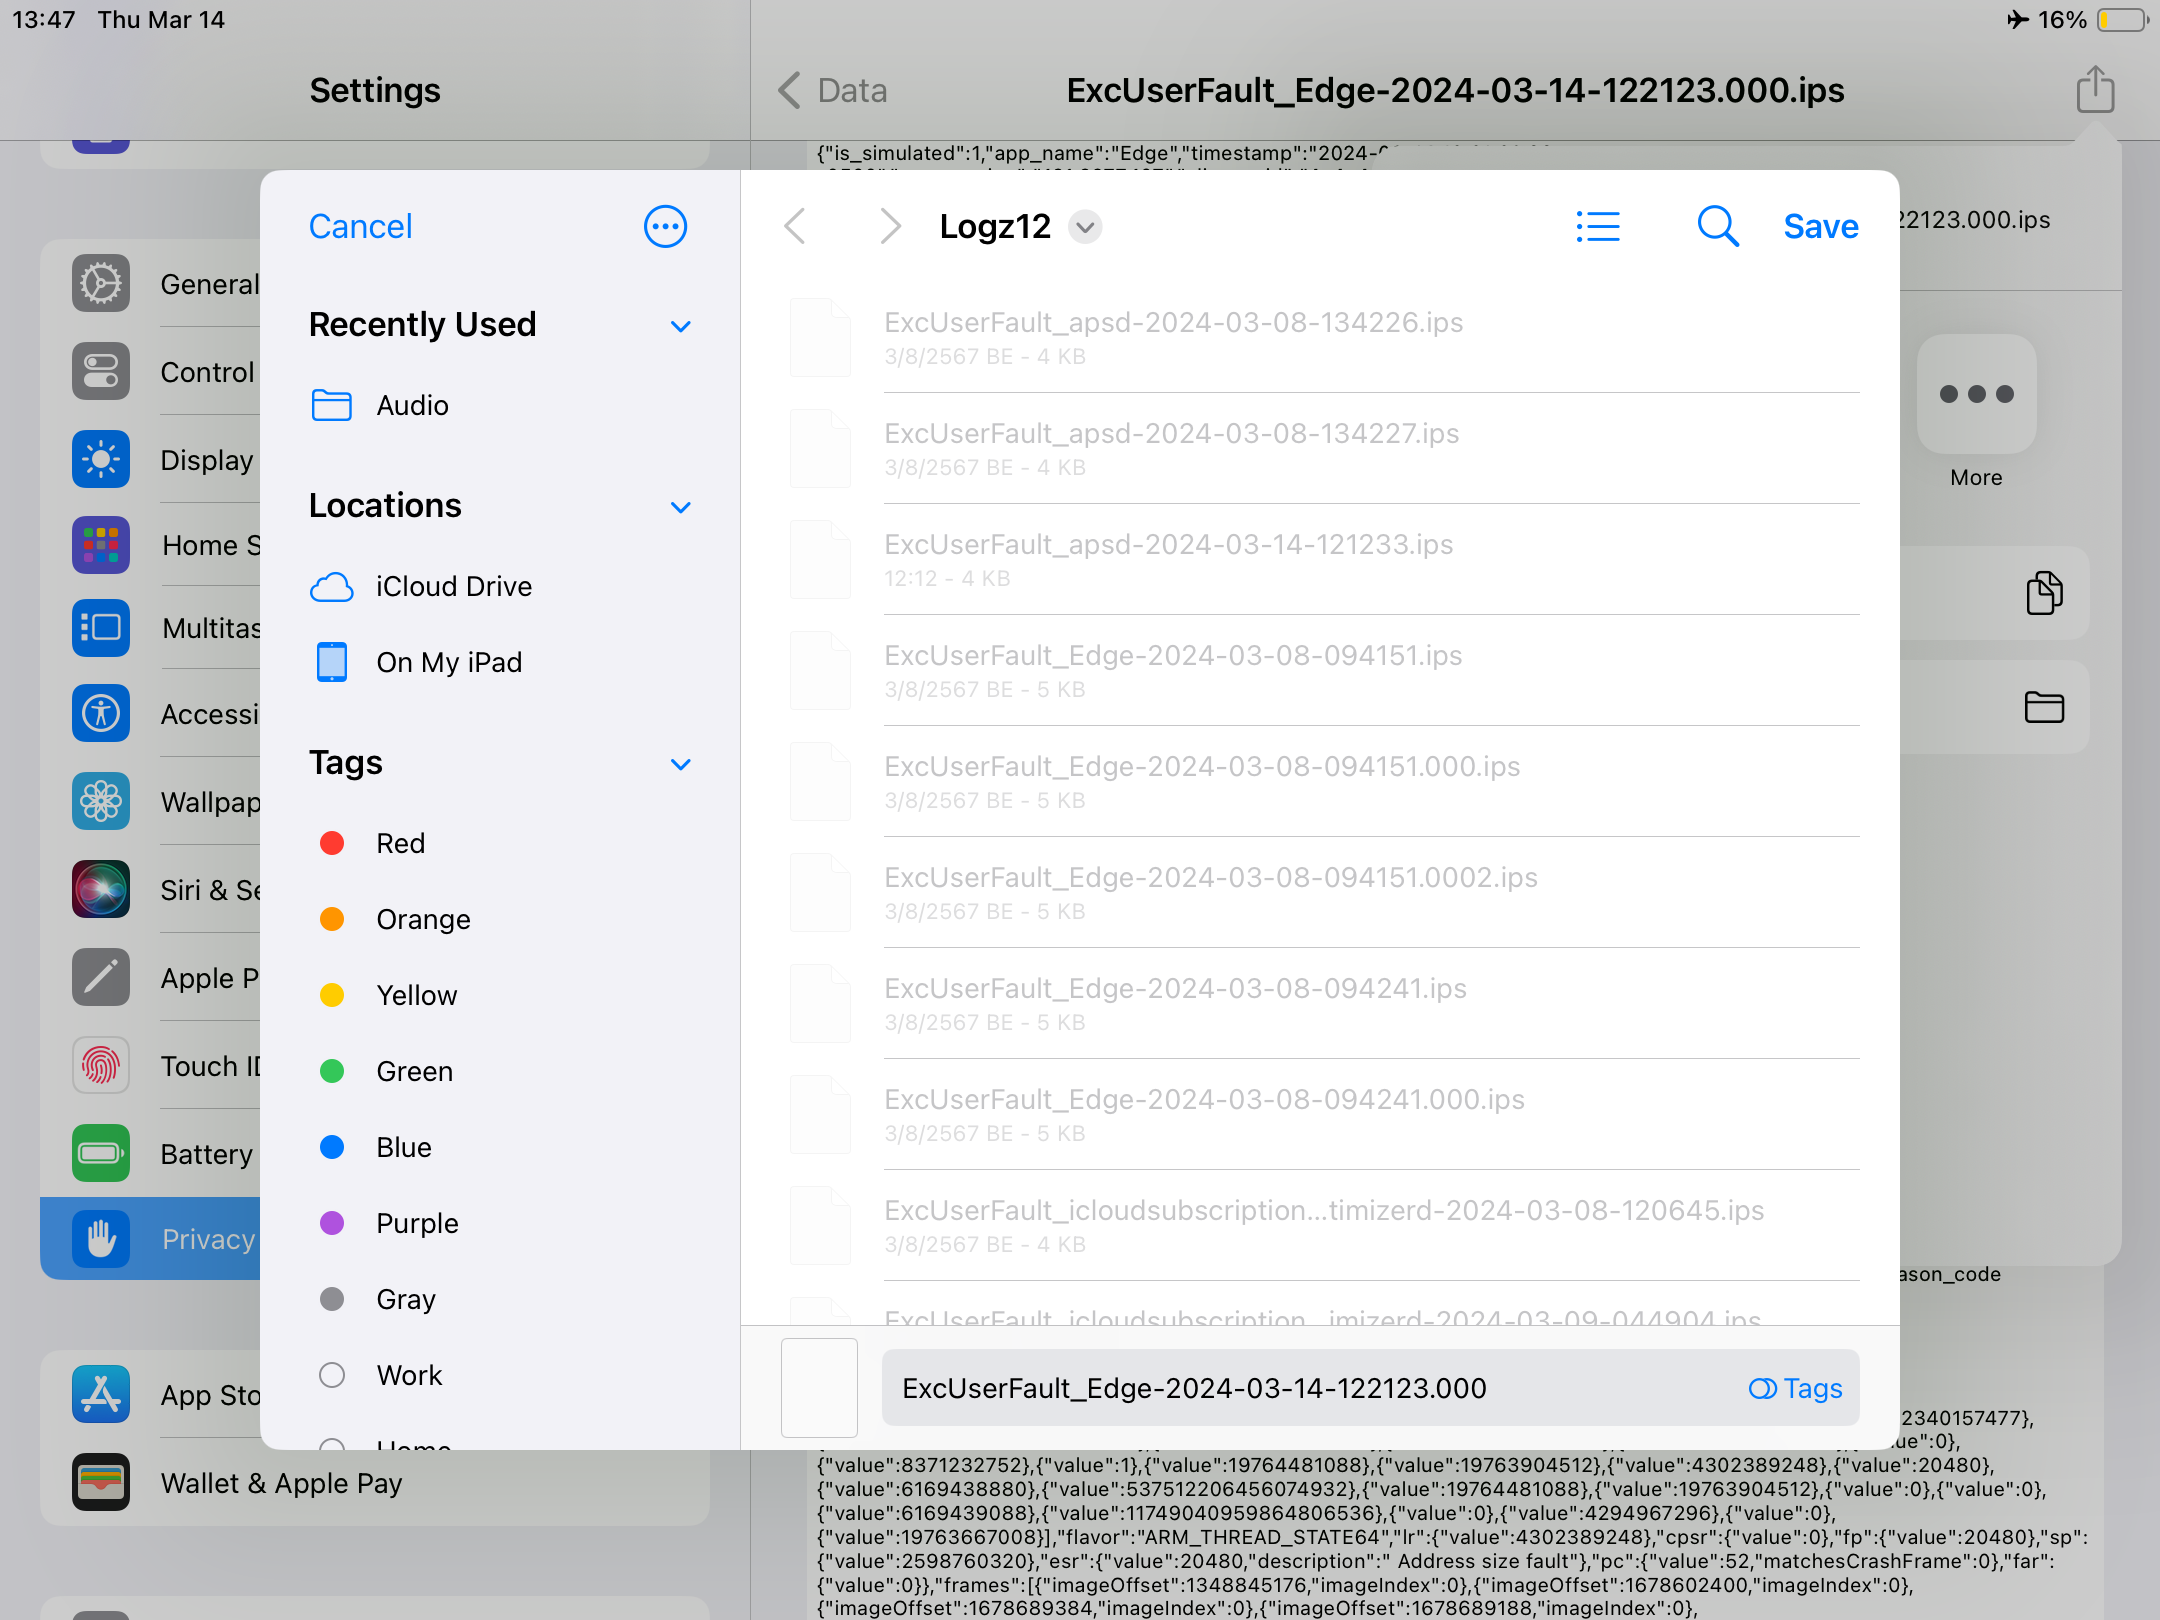 13:47 Thu Mar 14
16%
Settings
Data
ExcUserFault_Edge-2024-03-14-122123.000.ips
{"is_simulated":1,"app_name":"Edge","timestamp":"2024-
22123.000.ips
General
Control
Display
Home S
Multitas
Accessi
Wallpap
Siri & Se
Apple P
Touch ID
Battery
Privacy
App Sto
Wallet & Apple Pay
Cancel
Recently Used
Audio
Locations
iCloud Drive
On My iPad
Tags
Red
Orange
Yellow
Green
Blue
Purple
Gray
Work
Home
Logz12
Save
ExcUserFault_apsd-2024-03-08-134226.ips
3/8/2567 BE - 4 KB
ExcUserFault_apsd-2024-03-08-134227.ips
3/8/2567 BE - 4 KB
ExcUserFault_apsd-2024-03-14-121233.ips
12:12 - 4 KB
ExcUserFault_Edge-2024-03-08-094151.ips
3/8/2567 BE - 5 KB
ExcUserFault_Edge-2024-03-08-094151.000.ips
3/8/2567 BE - 5 KB
ExcUserFault_Edge-2024-03-08-094151.0002.ips
3/8/2567 BE - 5 KB
ExcUserFault_Edge-2024-03-08-094241.ips
3/8/2567 BE - 5 KB
ExcUserFault_Edge-2024-03-08-094241.000.ips
3/8/2567 BE - 5 KB
ExcUserFault_icloudsubscription...timizerd-2024-03-08-120645.ips
3/8/2567 BE - 4 KB
ExcUserFault_icloudsubscription...imizerd-2024-03-09-044904.ips
ExcUserFault_Edge-2024-03-14-122123.000
Tags
More
ason_code
2340157477},
ue":0},
{"value":8371232752},{"value":1},{"value":19764481088},{"value":19763904512},{"value":4302389248},{"value":20480},
{"value":6169438880},{"value":537512206456074932},{"value":19764481088},{"value":19763904512},{"value":0},{"value":0},
{"value":6169439088},{"value":11749040959864806536},{"value":0},{"value":4294967296},{"value":0},
{"value":19763667008}],"flavor":"ARM_THREAD_STATE64","lr":{"value":4302389248},"cpsr":{"value":0},"fp":{"value":20480},"sp":
{"value":2598760320},"esr":{"value":20480,"description":" Address size fault"},"pc":{"value":52,"matchesCrashFrame":0},"far":
{"value":0}},"frames":[{"imageOffset":1348845176,"imageIndex":0},{"imageOffset":1678602400,"imageIndex":0},
{"imageOffset":1678689384,"imageIndex":0},{"imageOffset":1678689188,"imageIndex":0},